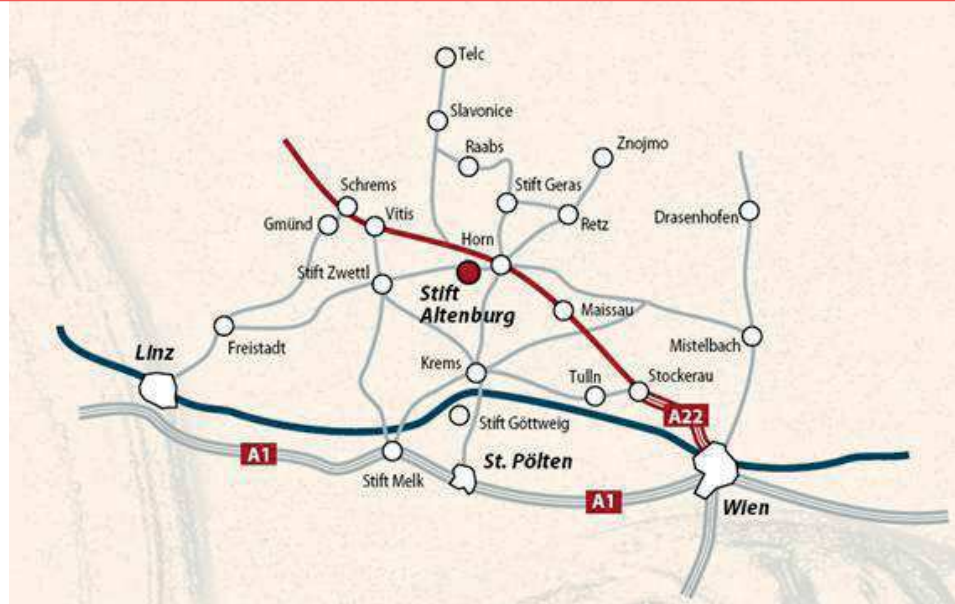 Telc
Slavonice
Raabs
Znojmo
Schrems
Stift Geras
Gmünd
Vitis
Retz
Drasenhofen
Horn
Stift Zwettl
Stift
Altenburg
Maissau
Freistadt
Linz
Mistelbach
Krems
Tulln
Stockerau
A22
Stift Göttweig
A1
St. Pölten
Stift Melk
A1
Wien